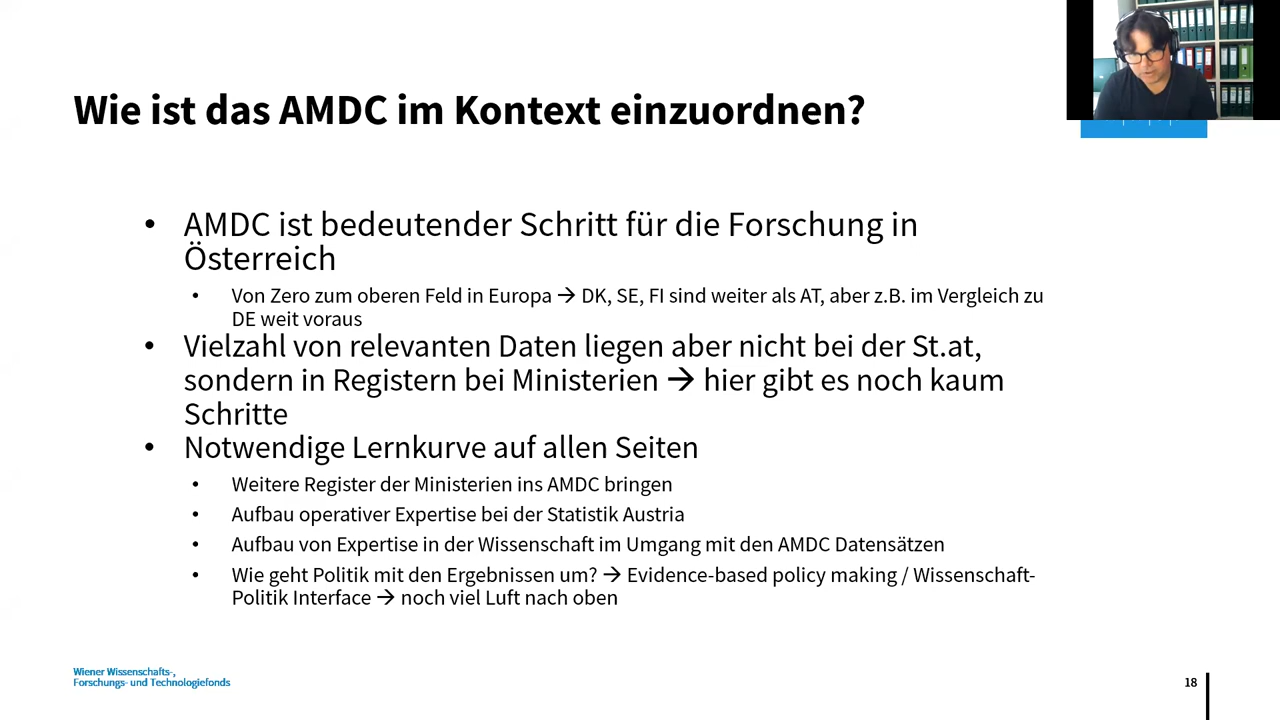 Wie ist das AMDC im Kontext einzuordnen?
• AMDC ist bedeutender Schritt für die Forschung in
Österreich
• Von Zero zum oberen Feld in Europa → DK, SE, FI sind weiter als AT, aber z.B. im Vergleich zu
DE weit voraus
• Vielzahl von relevanten Daten liegen aber nicht bei der St.at,
sondern in Registern bei Ministerien → hier gibt es noch kaum
Schritte
• Notwendige Lernkurve auf allen Seiten
• Weitere Register der Ministerien ins AMDC bringen
• Aufbau operativer Expertise bei der Statistik Austria
• Aufbau von Expertise in der Wissenschaft im Umgang mit den AMDC Datensätzen
• Wie geht Politik mit den Ergebnissen um? → Evidence-based policy making / Wissenschaft-
Politik Interface → noch viel Luft nach oben
Wiener Wissenschafts-,
Forschungs- und Technologiefonds
18